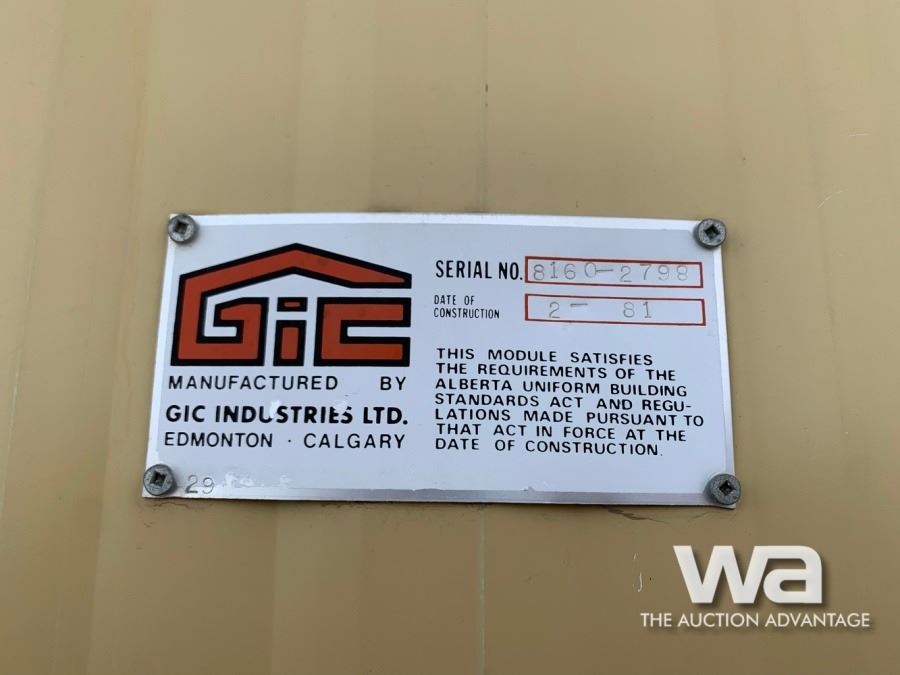 GiC
MANUFACTURED BY
GIC INDUSTRIES LTD.
EDMONTON · CALGARY
29
SERIAL NO. 8160-2798
DATE OF
CONSTRUCTION 2- 81
THIS MODULE SATISFIES
THE REQUIREMENTS OF THE
ALBERTA UNIFORM BUILDING
STANDARDS ACT AND REGU-
LATIONS MADE PURSUANT TO
THAT ACT IN FORCE AT THE
DATE OF CONSTRUCTION.
wa
THE AUCTION ADVANTAGE